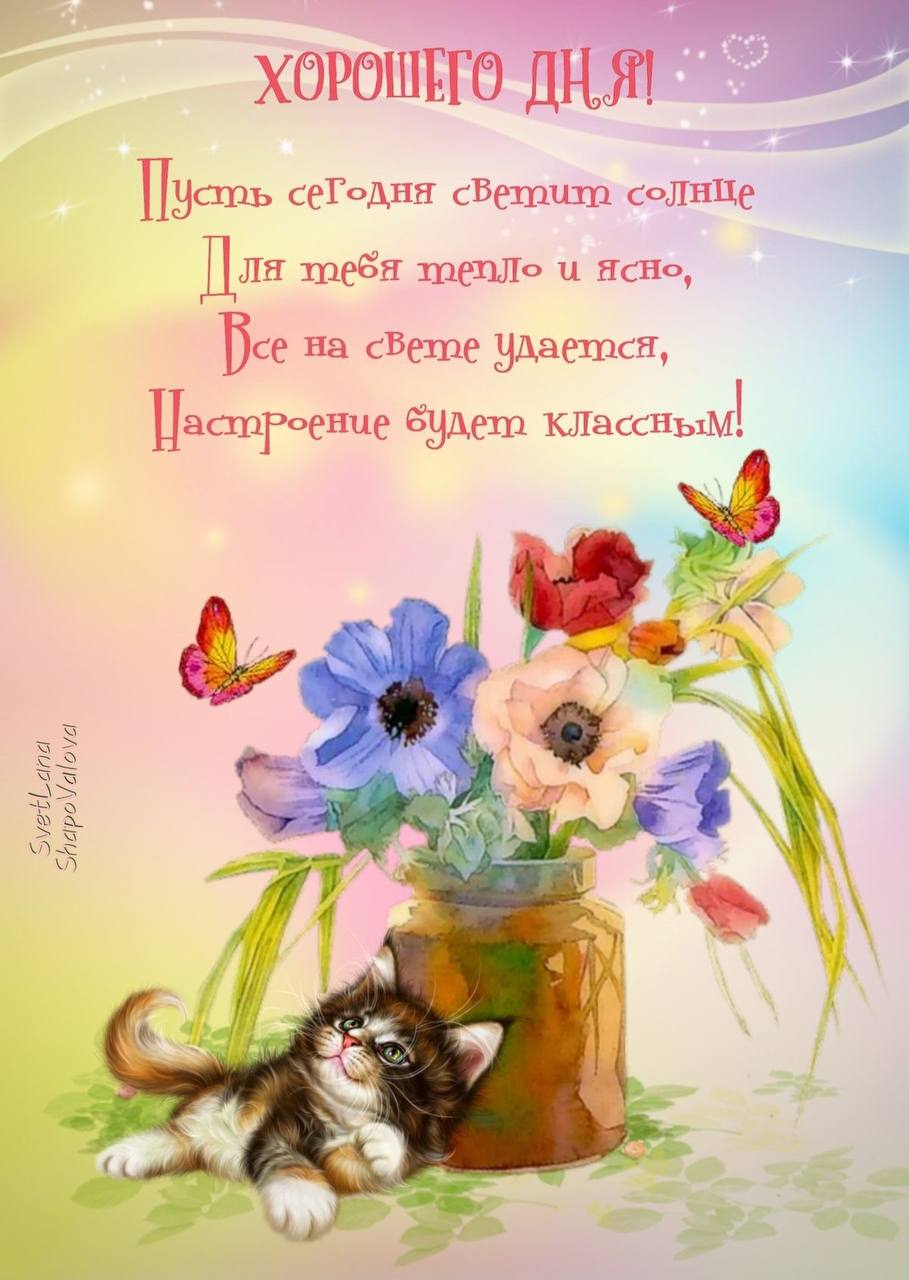 ХОРОШЕГО ДНЯ!
Пусть сегодня светит солнце
Для тебя тепло и ясно,
Все на свете удается,
Настроение будет классным!
SvetLana
ShapoValova